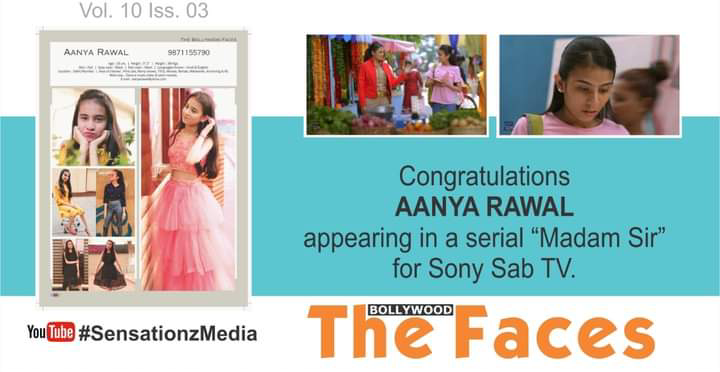 Vol. 10 Iss. 03
THE BOLLYWOOD FACES
AANYA RAWAL 9871155790
Congratulations
AANYA RAWAL
appearing in a serial “Madam Sir”
for Sony Sab TV.
YouTube #SensationzMedia
BOLLYWOOD
The Faces